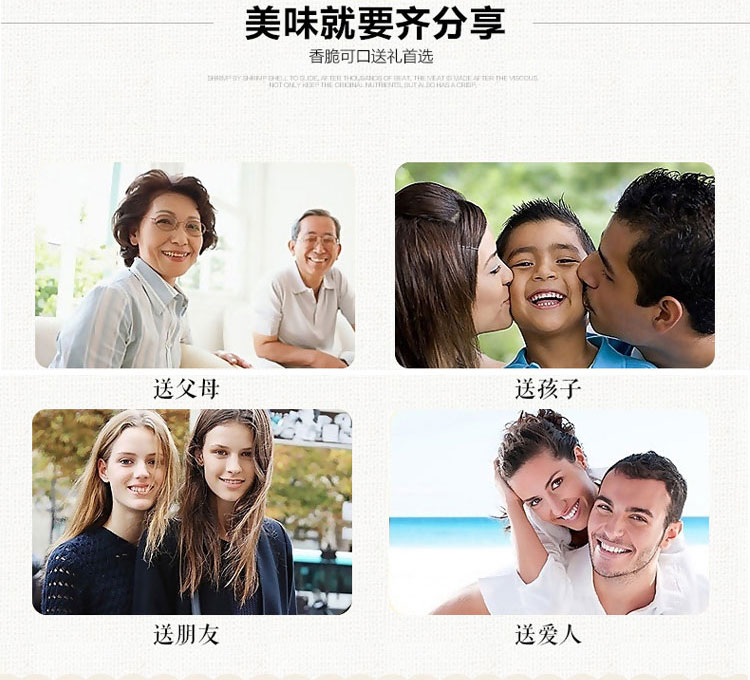 美味就要齐分享
香脆可口送礼首选
SHRIMP BY SHRIMP SHELL TO SLIDE, AFTER THOUSANDS OF BEAT, THE MEAT IS MADE AFTER THE VISCOUS.
NOT ONLY KEEP THE ORIGINAL NUTRIENTS, BUT ALSO HAS A CRISP.
送父母
送孩子
送朋友
送爱人